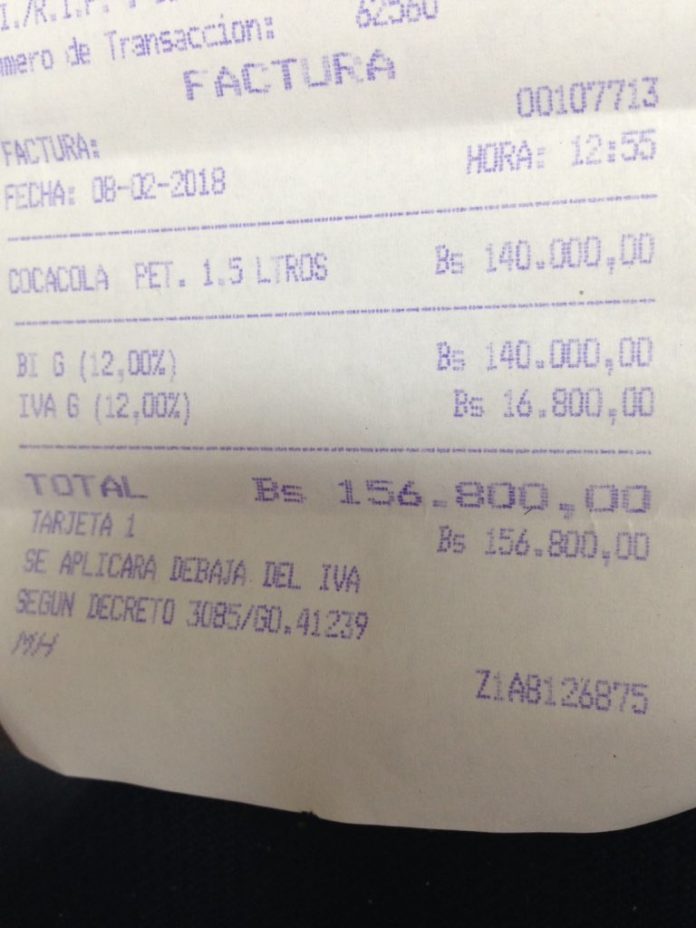 62560
mero de Transaccion:
FACTURA
FACTURA: 00107713
FECHA: 08-02-2018 HORA: 12:55
COCACOLA PET. 1.5 LTROS Bs 140.000,00
BI G (12,00%) Bs 140.000,00
IVA G (12,00%) Bs 16.800,00
TOTAL Bs 156.800,00
TARJETA 1 Bs 156.800,00
SE APLICARA DEBAJA DEL IVA
SEGUN DECRETO 3085/GO.41239
MH Z1A8126875